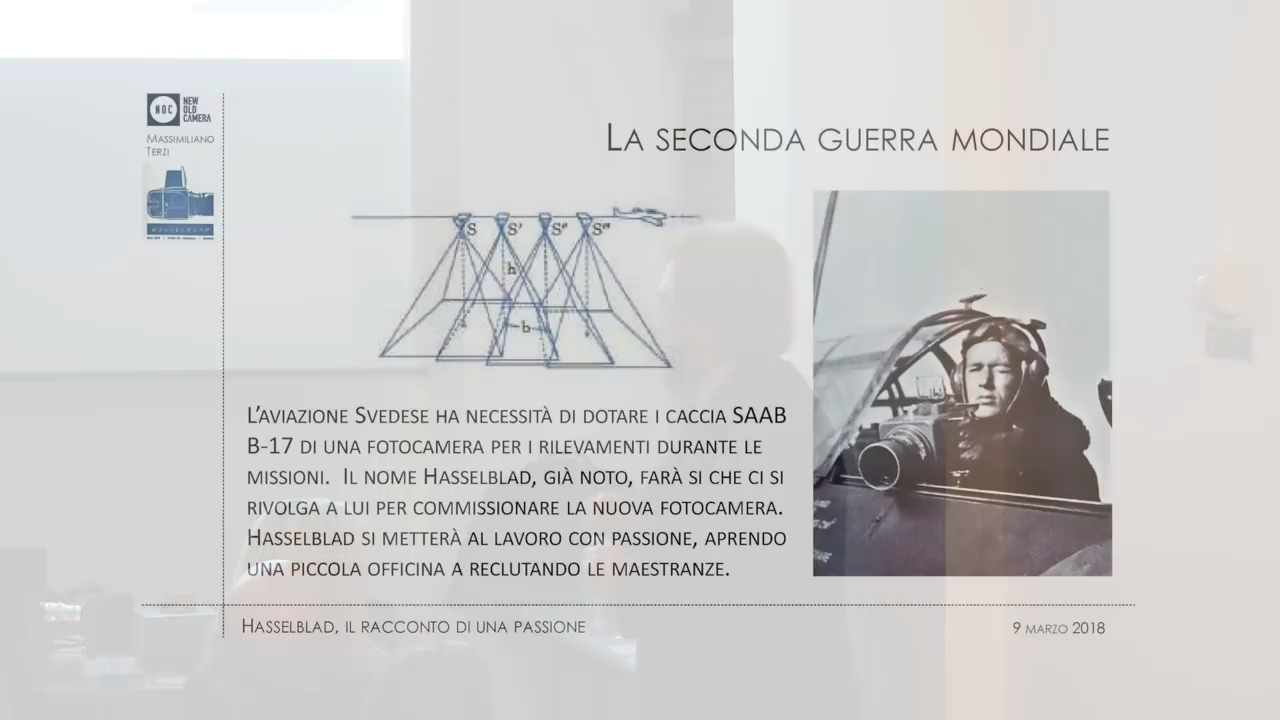 NOC NEW
OLD
CAMERA
MASSIMILIANO
TERZI
HASSELBLAD
LA SECONDA GUERRA MONDIALE
S S' S'' S'''
h
b
L'AVIAZIONE SVEDESE HA NECESSITÀ DI DOTARE I CACCIA SAAB
B-17 DI UNA FOTOCAMERA PER I RILEVAMENTI DURANTE LE
MISSIONI. IL NOME HASSELBLAD, GIÀ NOTO, FARÀ SI CHE CI SI
RIVOLGA A LUI PER COMMISSIONARE LA NUOVA FOTOCAMERA.
HASSELBLAD SI METTERÀ AL LAVORO CON PASSIONE, APRENDO
UNA PICCOLA OFFICINA A RECLUTANDO LE MAESTRANZE.
HASSELBLAD, IL RACCONTO DI UNA PASSIONE
9 MARZO 2018